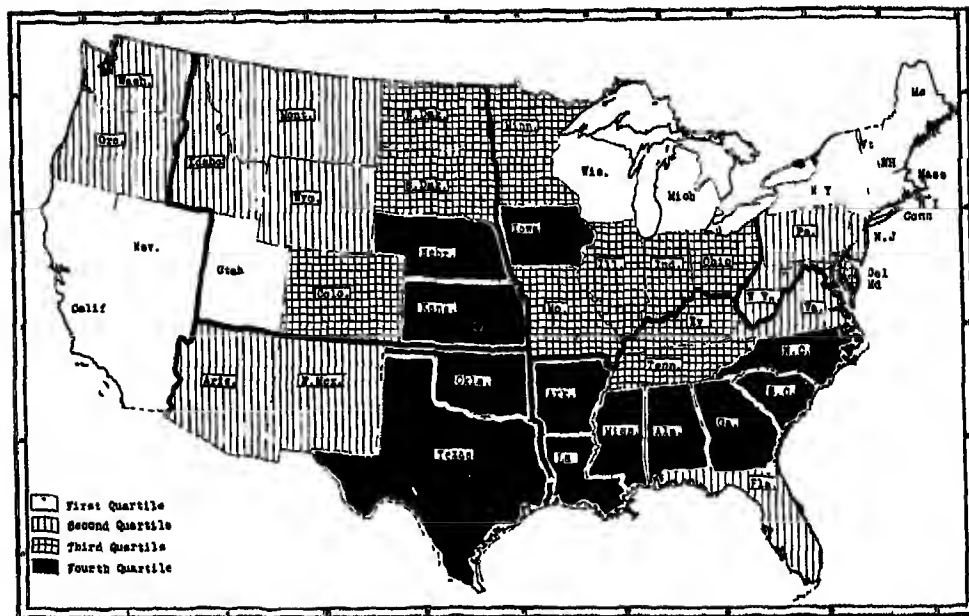 Wash.
Mont.
N.Dak.
Minn.
Me
Vt
NH
Ore.
Idaho
S.Dak.
Wis.
Mich
N Y
Mass
Conn
Wyo.
Iowa
Pa.
N.J
Nev.
Nebr.
Ill.
Ind.
Ohio
Utah
Del
Md
Calif
Colo.
Kans.
Mo.
W Va.
Va.
Ky
Tenn.
N.C.
Ariz.
N.Mex.
Okla.
Ark.
S.C.
Texas
La
Miss.
Ala.
Ga.
Fla.
First Quartile
Second Quartile
Third Quartile
Fourth Quartile